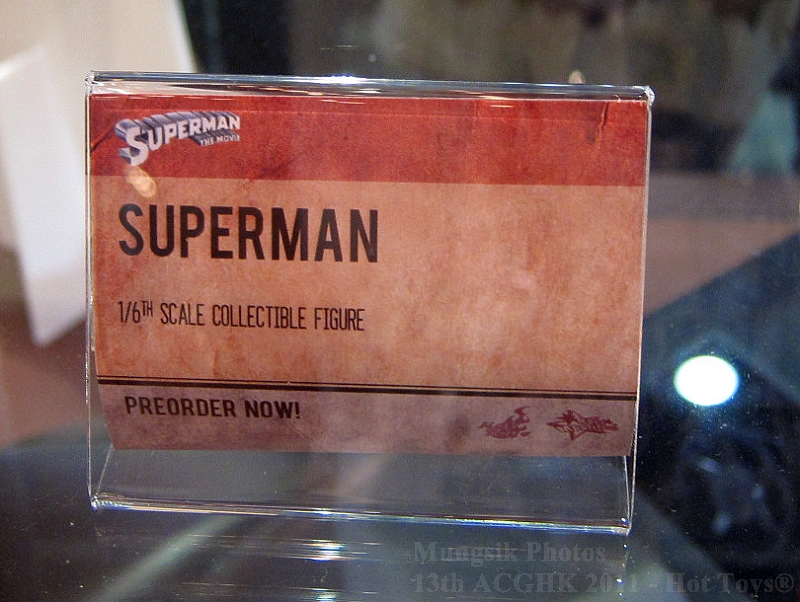 SUPERMAN
THE MOVIE
SUPERMAN
1/6TH SCALE COLLECTIBLE FIGURE
PREORDER NOW!
Mungsik Photos
13th ACGHK 2011 - Hot Toys®